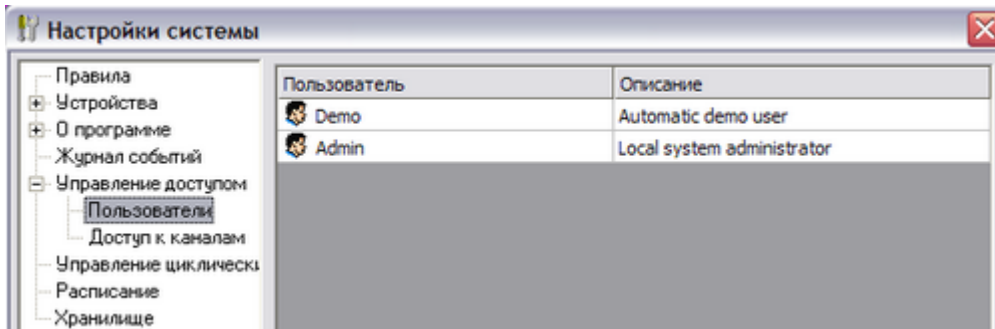 Настройки системы
Правила
Устройства
О программе
Журнал событий
Управление доступом
Пользователи
Доступ к каналам
Управление циклически
Расписание
Хранилище
Пользователь Описание
Demo Automatic demo user
Admin Local system administrator